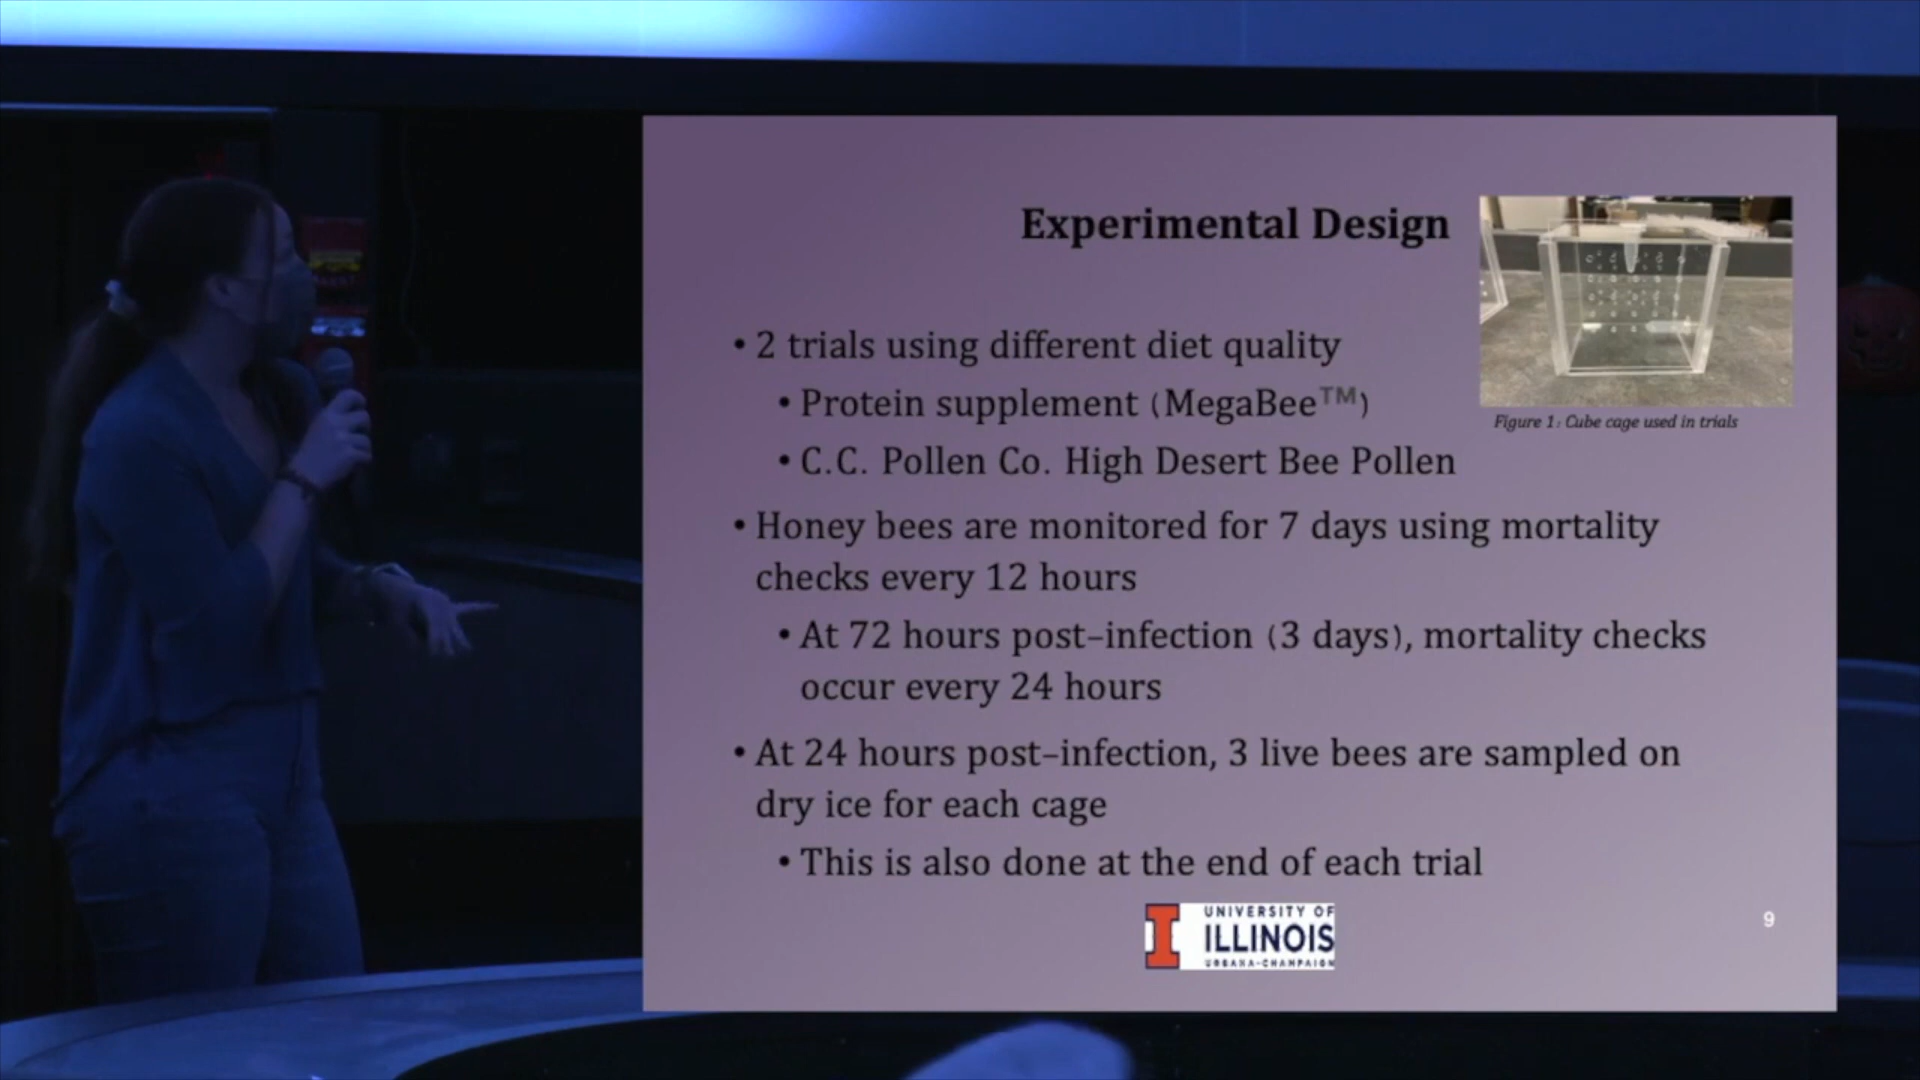 Experimental Design
• 2 trials using different diet quality
• Protein supplement (MegaBee™)
• C.C. Pollen Co. High Desert Bee Pollen
Figure 1: Cube cage used in trials
• Honey bees are monitored for 7 days using mortality
checks every 12 hours
• At 72 hours post-infection (3 days), mortality checks
occur every 24 hours
• At 24 hours post-infection, 3 live bees are sampled on
dry ice for each cage
• This is also done at the end of each trial
UNIVERSITY OF
ILLINOIS
URBANA-CHAMPAIGN
9